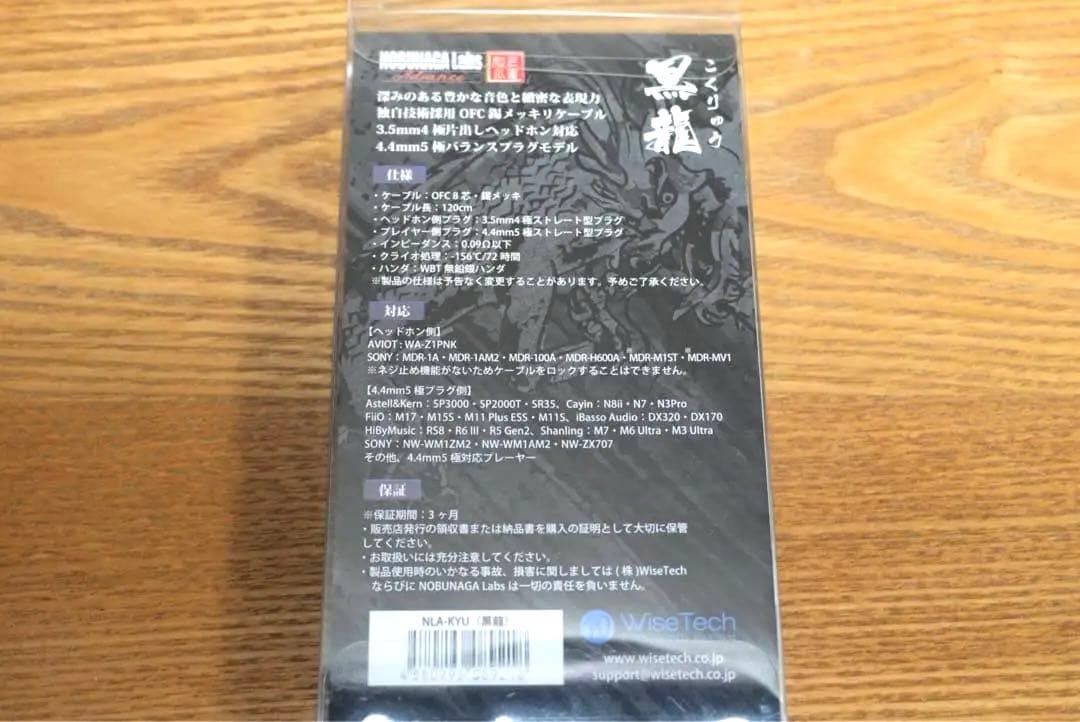 NOBUNAGA Labs
Advance
黒龍
こくりゅう
深みのある豊かな音色と緻密な表現力
独自技術採用 OFC 錫メッキリケーブル
3.5mm4 極片出しヘッドホン対応
4.4mm5 極バランスプラグモデル
仕様
・ケーブル：OFC 8 芯・錫メッキ
・ケーブル長：120cm
・ヘッドホン側プラグ：3.5mm4 極ストレート型プラグ
・プレイヤー側プラグ：4.4mm5 極ストレート型プラグ
・インピーダンス：0.09Ω以下
・クライオ処理：-156℃/72 時間
・ハンダ：WBT 無鉛銀ハンダ
※製品の仕様は予告なく変更することがあります。予めご了承ください。
対応
【ヘッドホン側】
AVIOT : WA-Z1PNK
SONY：MDR-1A・MDR-1AM2・MDR-100A・MDR-H600A・※MDR-M1ST・※MDR-MV1
※ネジ止め機能がないためケーブルをロックすることはできません。
【4.4mm5 極プラグ側】
Astell&Kern：SP3000・SP2000T・SR35、Cayin：N8ii・N7・N3Pro
FiiO：M17・M15S・M11 Plus ESS・M11S、iBasso Audio：DX320・DX170
HiByMusic：RS8・R6 III・R5 Gen2、Shanling：M7・M6 Ultra・M3 Ultra
SONY：NW-WM1ZM2・NW-WM1AM2・NW-ZX707
その他、4.4mm5 極対応プレーヤー
保証
※保証期間：3 ヶ月
・販売店発行の領収書または納品書を購入の証明として大切に保管
してください。
・お取扱いには充分注意してください。
・製品使用時のいかなる事故、損害に関しましては ( 株 )WiseTech
ならびに NOBUNAGA Labs は一切の責任を負いません。
NLA-KYU（黒龍）
WiseTech
www.wisetech.co.jp
support@wisetech.co.jp